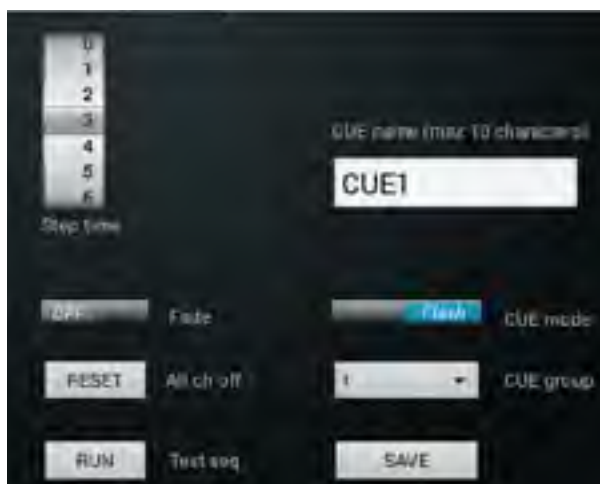 0
1
2
3
4
5
6
Step time
CUE name (max 10 characters)
CUE1
OFF
Fade
Flash
CUE mode
RESET
All ch off
1
CUE group
RUN
Test seq
SAVE